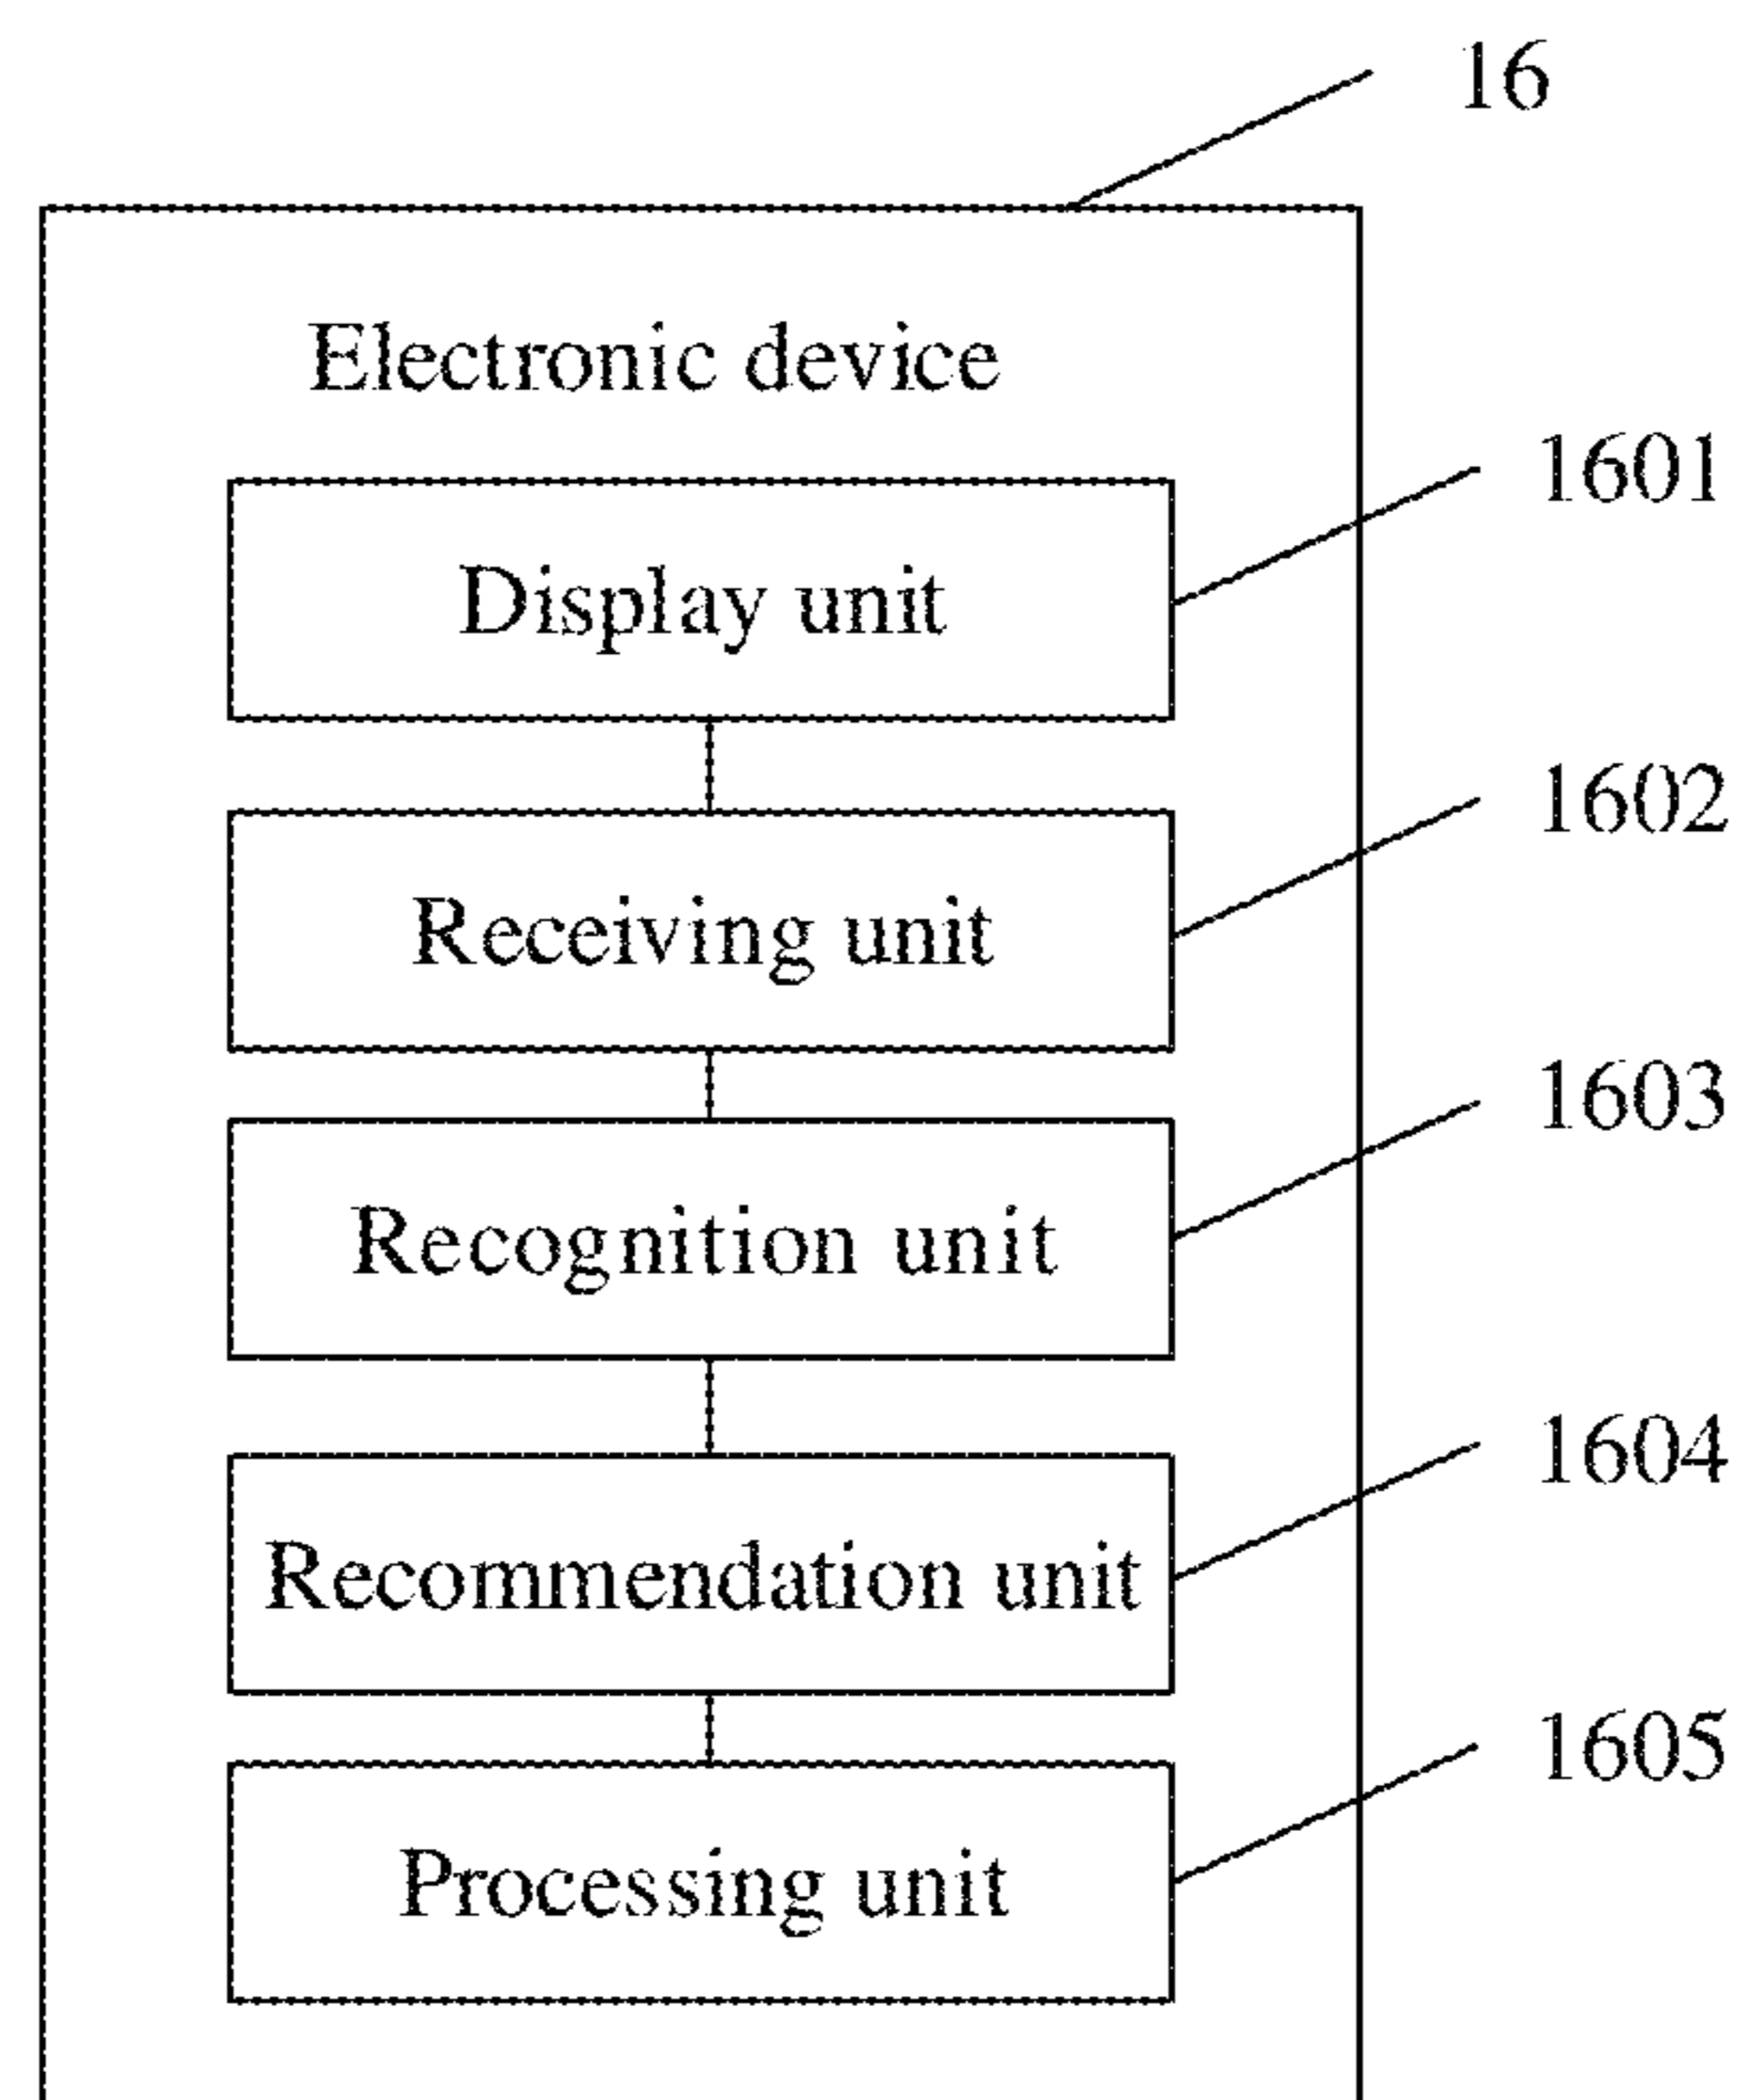 16
Electronic device
1601
Display unit
1602
Receiving unit
1603
Recognition unit
1604
Recommendation unit
1605
Processing unit